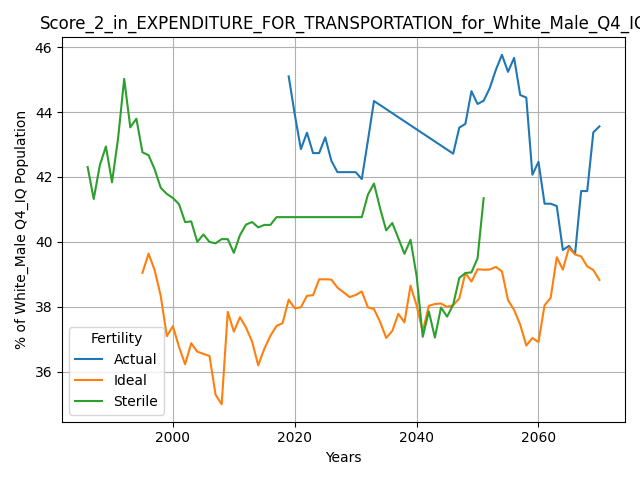 Score_2_in_EXPENDITURE_FOR_TRANSPORTATION_for_White_Male_Q4_IQ
46
44
42
40
38
36
% of White_Male Q4_IQ Population
Fertility
Actual
Ideal
Sterile
2000
2020
2040
2060
Years